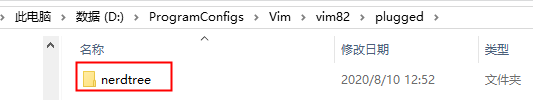 此电脑 > 数据 (D:) > ProgramConfigs > Vim > vim82 > plugged >
名称 修改日期 类型
nerdtree 2020/8/10 12:52 文件夹